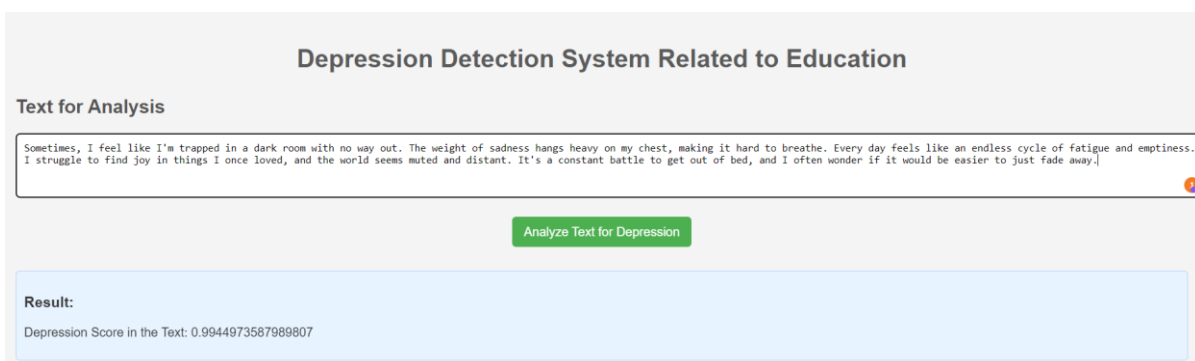 Depression Detection System Related to Education
Text for Analysis
Sometimes, I feel like I'm trapped in a dark room with no way out. The weight of sadness hangs heavy on my chest, making it hard to breathe. Every day feels like an endless cycle of fatigue and emptiness.
I struggle to find joy in things I once loved, and the world seems muted and distant. It's a constant battle to get out of bed, and I often wonder if it would be easier to just fade away.
Analyze Text for Depression
Result:
Depression Score in the Text: 0.9944973587989807